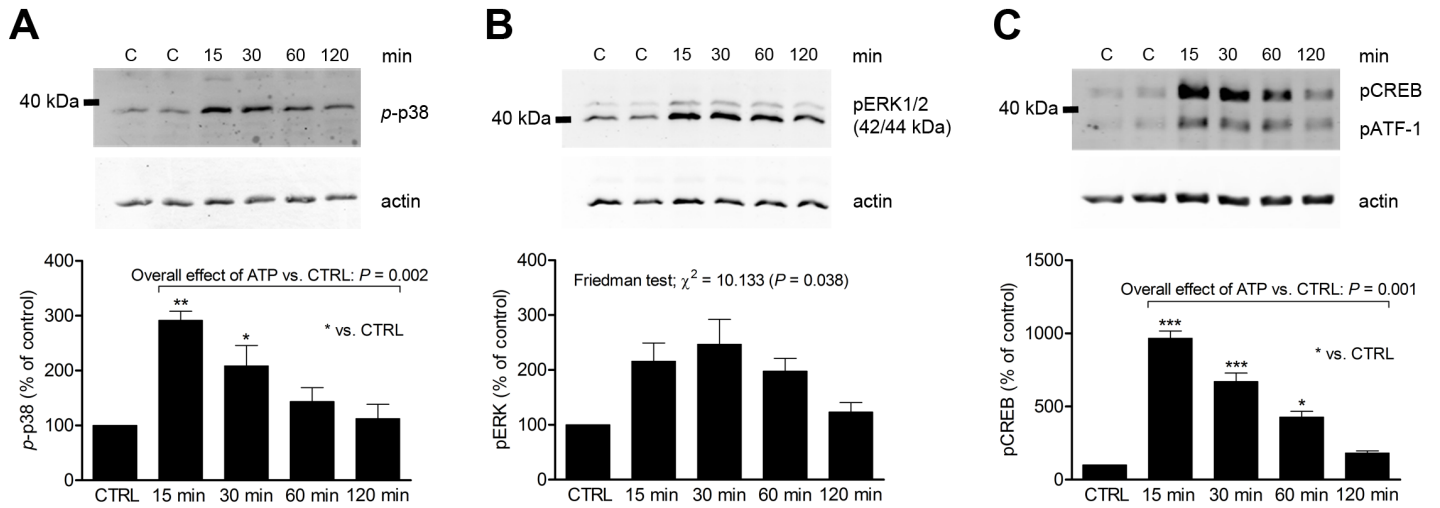 A
C C 15 30 60 120 min
40 kDa
p-p38
actin
400
300
200
100
0
p-p38 (% of control)
Overall effect of ATP vs. CTRL: P = 0.002
**
*
* vs. CTRL
CTRL 15 min 30 min 60 min 120 min
B
C C 15 30 60 120 min
40 kDa
pERK1/2
(42/44 kDa)
actin
400
300
200
100
0
pERK (% of control)
Friedman test; χ² = 10.133 (P = 0.038)
CTRL 15 min 30 min 60 min 120 min
C
C C 15 30 60 120 min
40 kDa
pCREB
pATF-1
actin
1500
1000
500
0
pCREB (% of control)
Overall effect of ATP vs. CTRL: P = 0.001
***
***
*
* vs. CTRL
CTRL 15 min 30 min 60 min 120 min